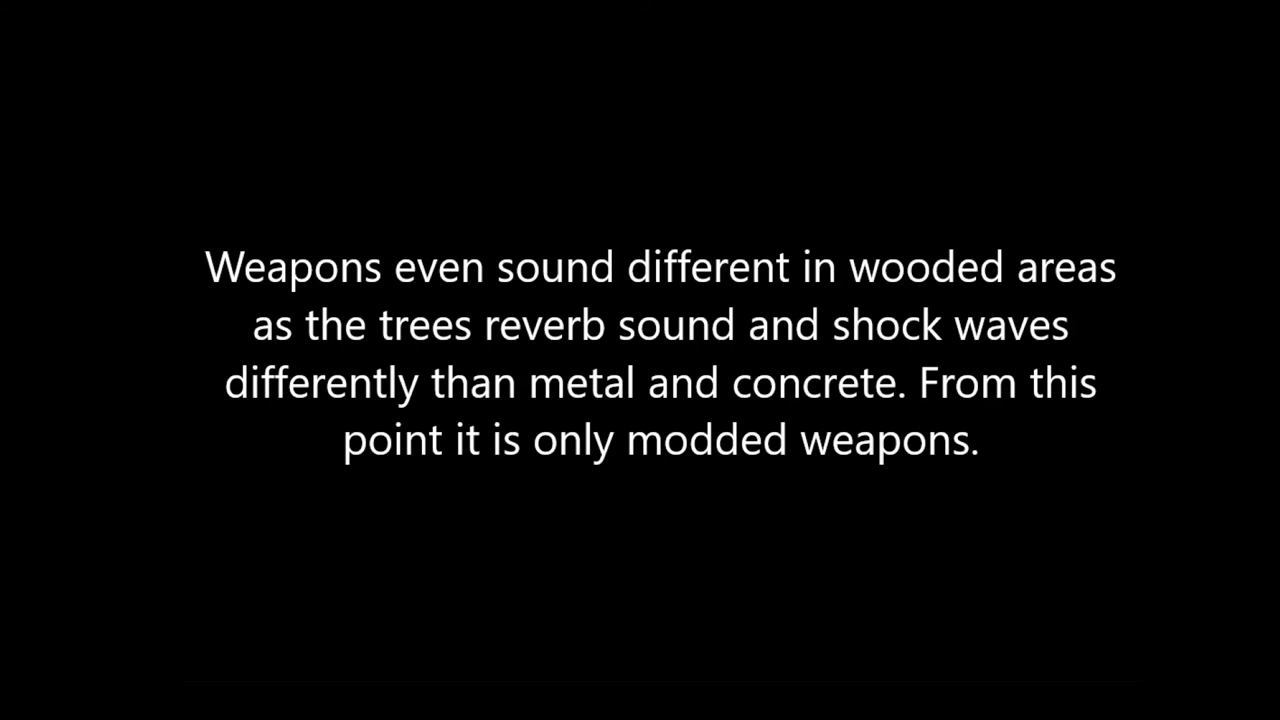 Weapons even sound different in wooded areas
as the trees reverb sound and shock waves
differently than metal and concrete. From this
point it is only modded weapons.